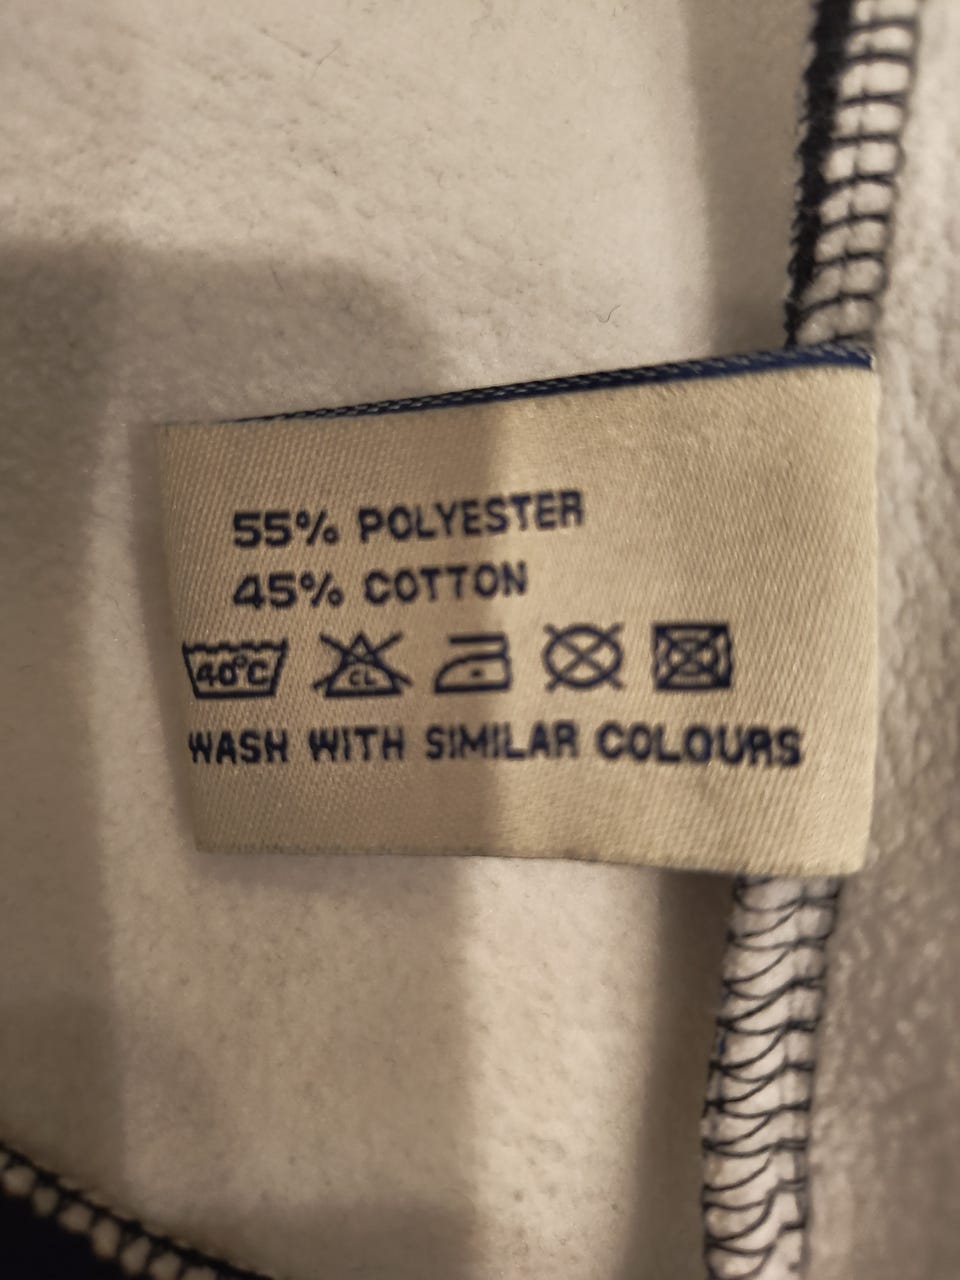 55% POLYESTER
45% COTTON
40°C CL
WASH WITH SIMILAR COLOURS